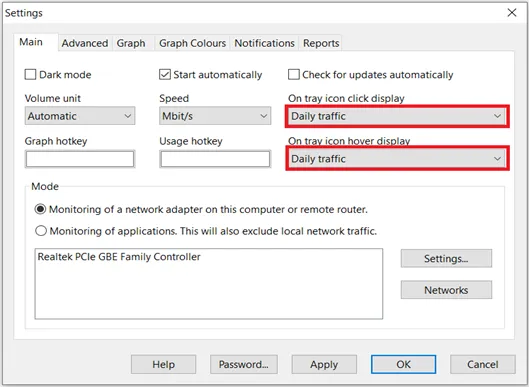 Settings
Main Advanced Graph Graph Colours Notifications Reports
Dark mode Start automatically Check for updates automatically
Volume unit Speed On tray icon click display
Automatic Mbit/s Daily traffic
Graph hotkey Usage hotkey On tray icon hover display
Daily traffic
Mode
Monitoring of a network adapter on this computer or remote router.
Monitoring of applications. This will also exclude local network traffic.
Realtek PCIe GBE Family Controller Settings...
Networks
Help Password... Apply OK Cancel